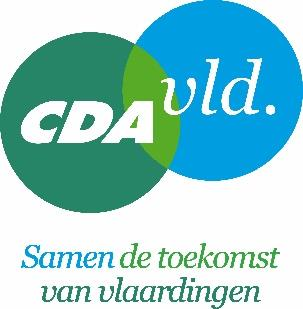 CDA vld.
Samen de toekomst
van vlaardingen